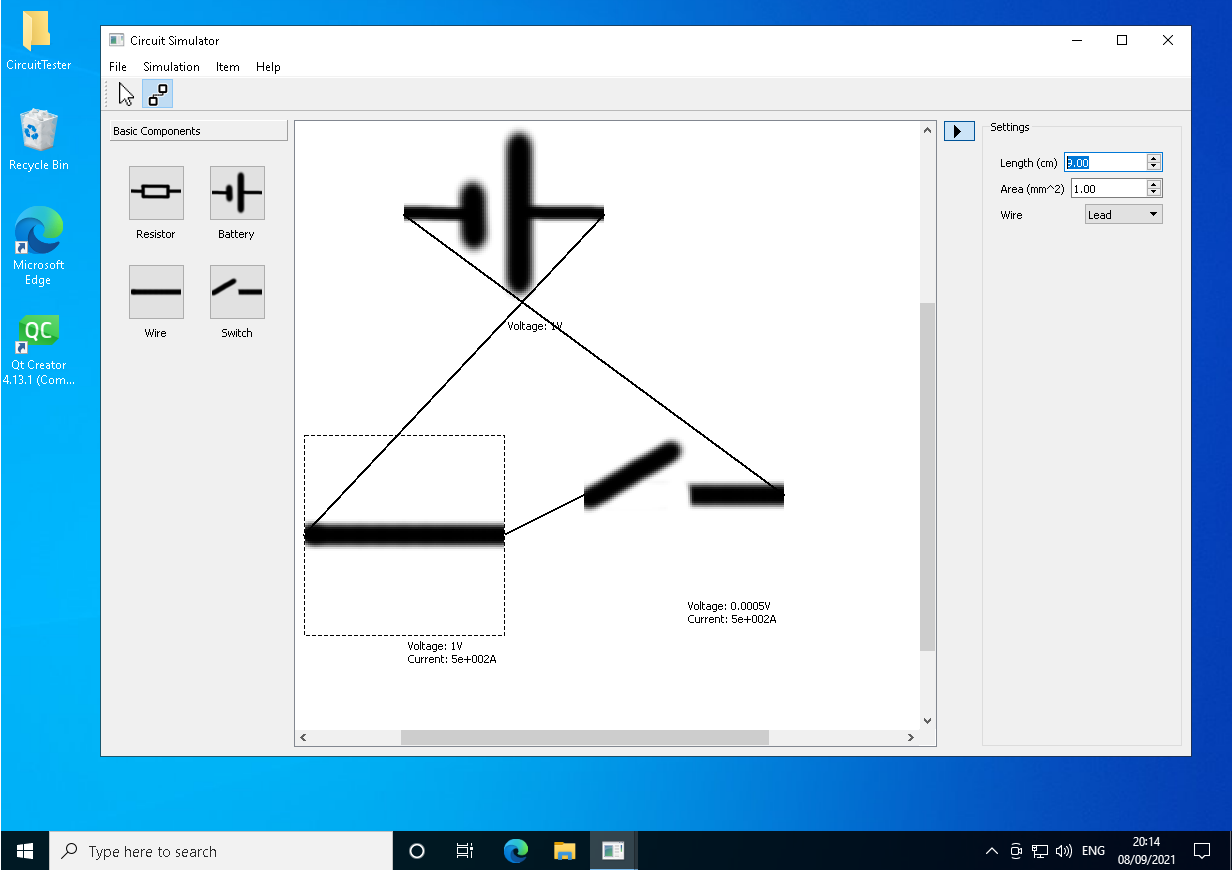 CircuitTester
Recycle Bin
Microsoft
Edge
QC
Qt Creator
4.13.1 (Com...
Circuit Simulator
File Simulation Item Help
Basic Components
Resistor Battery
Wire Switch
Voltage: 1V
Voltage: 0.0005V
Current: 5e+002A
Voltage: 1V
Current: 5e+002A
Settings
Length (cm) 9.00
Area (mm^2) 1.00
Wire Lead
Type here to search
ENG
20:14
08/09/2021